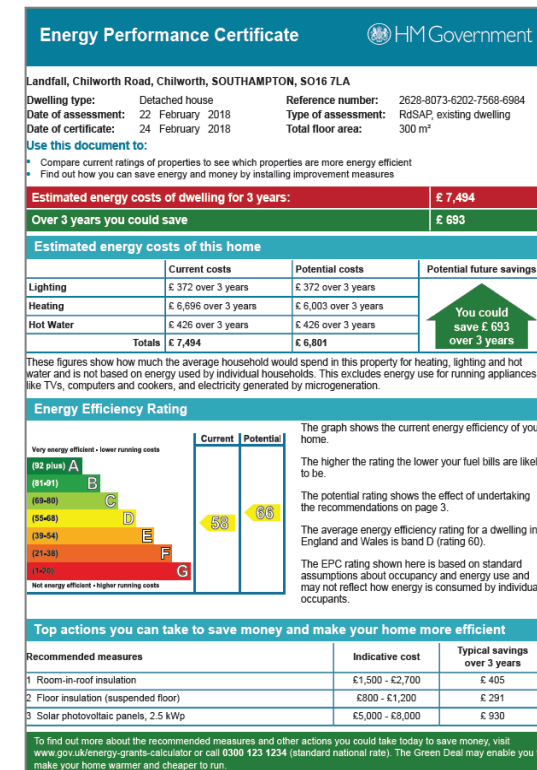 Energy Performance Certificate
HM Government
Landfall, Chilworth Road, Chilworth, SOUTHAMPTON, SO16 7LA
Dwelling type: Detached house Reference number: 2628-8073-6202-7568-6984
Date of assessment: 22 February 2018 Type of assessment: RdSAP, existing dwelling
Date of certificate: 24 February 2018 Total floor area: 300 m²
Use this document to:
• Compare current ratings of properties to see which properties are more energy efficient
• Find out how you can save energy and money by installing improvement measures
Estimated energy costs of dwelling for 3 years: £ 7,494
Over 3 years you could save £ 693
Estimated energy costs of this home
Current costs Potential costs Potential future savings
Lighting £ 372 over 3 years £ 372 over 3 years
Heating £ 6,696 over 3 years £ 6,003 over 3 years
Hot Water £ 426 over 3 years £ 426 over 3 years
Totals £ 7,494 £ 6,801
You could
save £ 693
over 3 years
These figures show how much the average household would spend in this property for heating, lighting and hot
water and is not based on energy used by individual households. This excludes energy use for running appliances
like TVs, computers and cookers, and electricity generated by microgeneration.
Energy Efficiency Rating
Current Potential
Very energy efficient - lower running costs
(92 plus) A
(81-91) B
(69-80) C
(55-68) D
(39-54) E
(21-38) F
(1-20) G
Not energy efficient - higher running costs
58
66
The graph shows the current energy efficiency of you
home.
The higher the rating the lower your fuel bills are likel
to be.
The potential rating shows the effect of undertaking
the recommendations on page 3.
The average energy efficiency rating for a dwelling in
England and Wales is band D (rating 60).
The EPC rating shown here is based on standard
assumptions about occupancy and energy use and
may not reflect how energy is consumed by individua
occupants.
Top actions you can take to save money and make your home more efficient
Recommended measures Indicative cost Typical savings
over 3 years
1 Room-in-roof insulation £1,500 - £2,700 £ 405
2 Floor insulation (suspended floor) £800 - £1,200 £ 291
3 Solar photovoltaic panels, 2.5 kWp £5,000 - £8,000 £ 930
To find out more about the recommended measures and other actions you could take today to save money, visit
www.gov.uk/energy-grants-calculator or call 0300 123 1234 (standard national rate). The Green Deal may enable you
make your home warmer and cheaper to run.